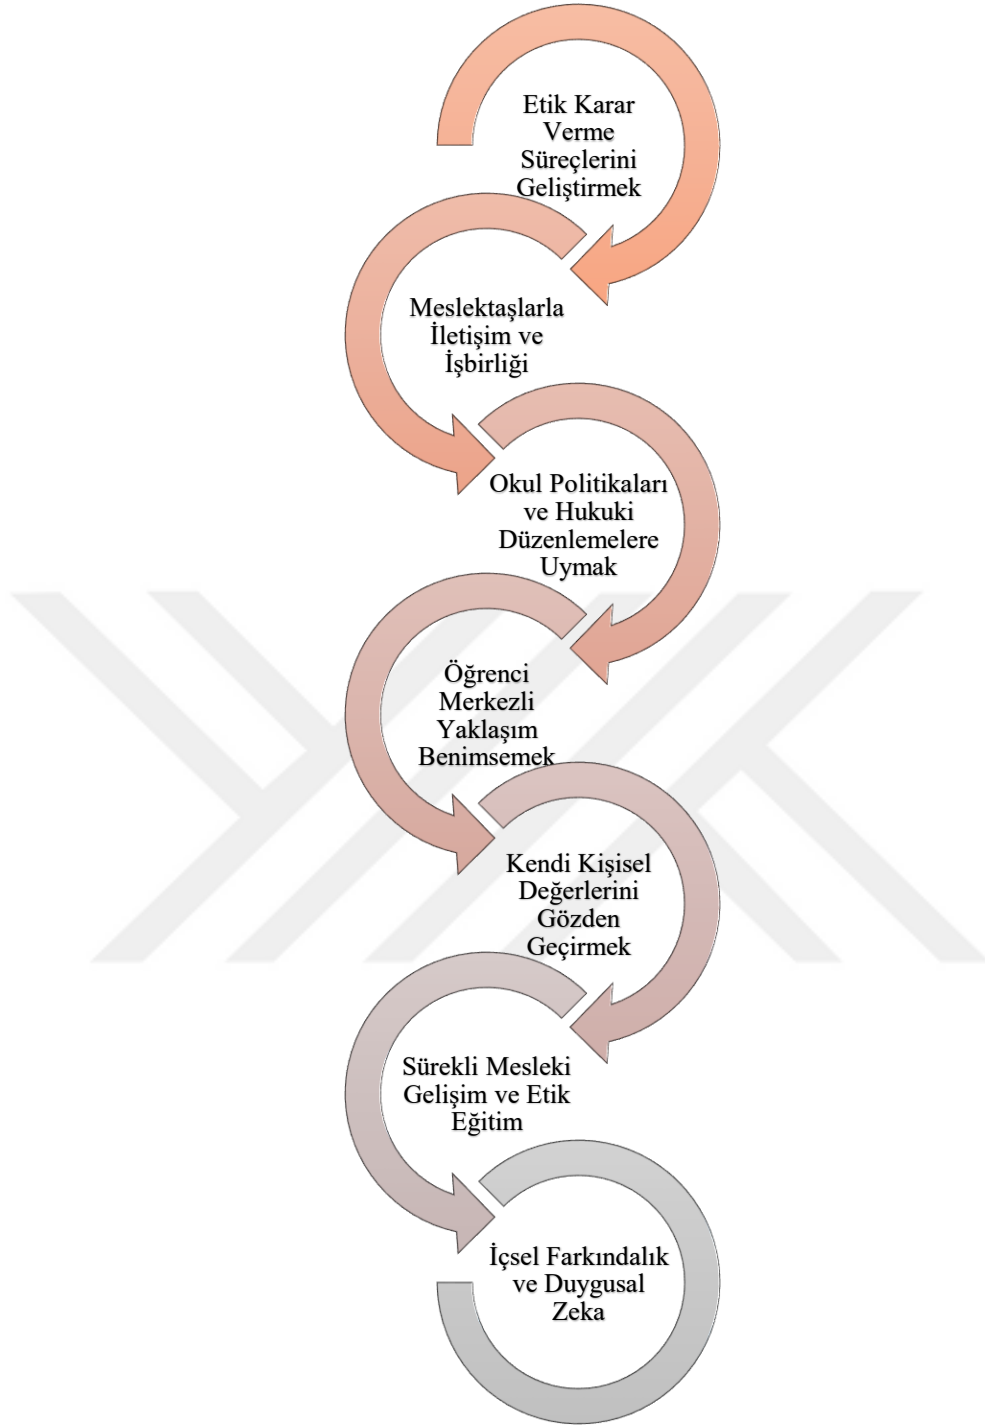 Etik Karar
Verme
Süreçlerini
Geliştirmek
Meslektaşlarla
İletişim ve
İşbirliği
Okul Politikaları
ve Hukuki
Düzenlemelere
Uymak
Öğrenci
Merkezli
Yaklaşım
Benimsemek
Kendi Kişisel
Değerlerini
Gözden
Geçirmek
Sürekli Mesleki
Gelişim ve Etik
Eğitim
İçsel Farkındalık
ve Duygusal
Zeka